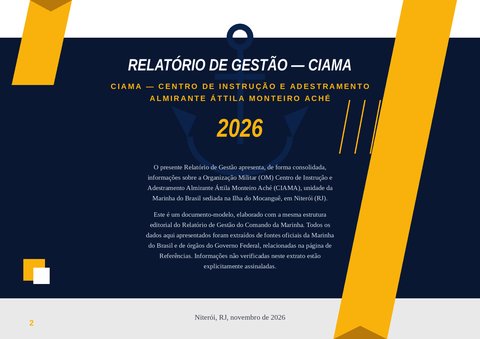 RELATÓRIO DE GESTÃO — CIAMA
CIAMA — CENTRO DE INSTRUÇÃO E ADESTRAMENTO
ALMIRANTE ÁTTILA MONTEIRO ACHÉ
2026
O presente Relatório de Gestão apresenta, de forma consolidada,
informações sobre a Organização Militar (OM) Centro de Instrução e
Adestramento Almirante Áttila Monteiro Aché (CIAMA), unidade da
Marinha do Brasil sediada na Ilha do Mocanguê, em Niterói (RJ).
Este é um documento-modelo, elaborado com a mesma estrutura
editorial do Relatório de Gestão do Comando da Marinha. Todos os
dados aqui apresentados foram extraídos de fontes oficiais da Marinha
do Brasil e de órgãos do Governo Federal, relacionadas na página de
Referências. Informações não verificadas neste extrato estão
explicitamente assinaladas.
Niterói, RJ, novembro de 2026
2